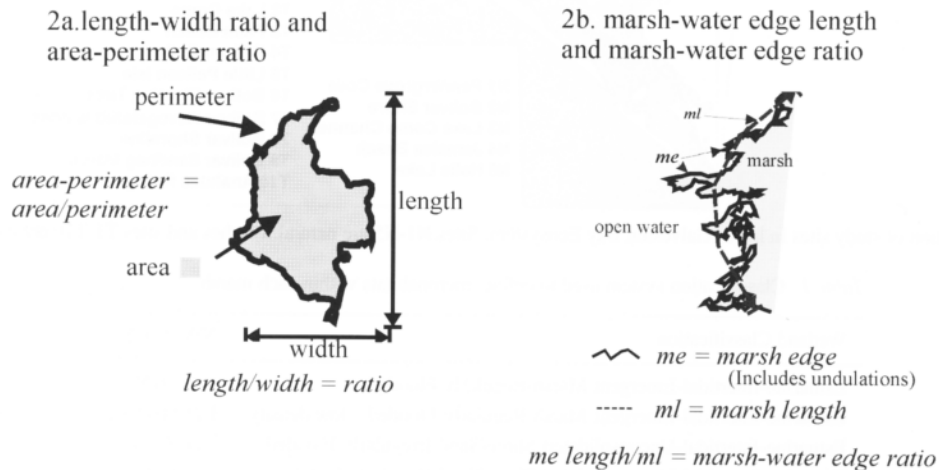 2a.length-width ratio and
area-perimeter ratio
perimeter
area-perimeter =
area/perimeter
area
length
width
length/width = ratio
2b. marsh-water edge length
and marsh-water edge ratio
ml
me
marsh
open water
me = marsh edge
(Includes undulations)
ml = marsh length
me length/ml = marsh-water edge ratio